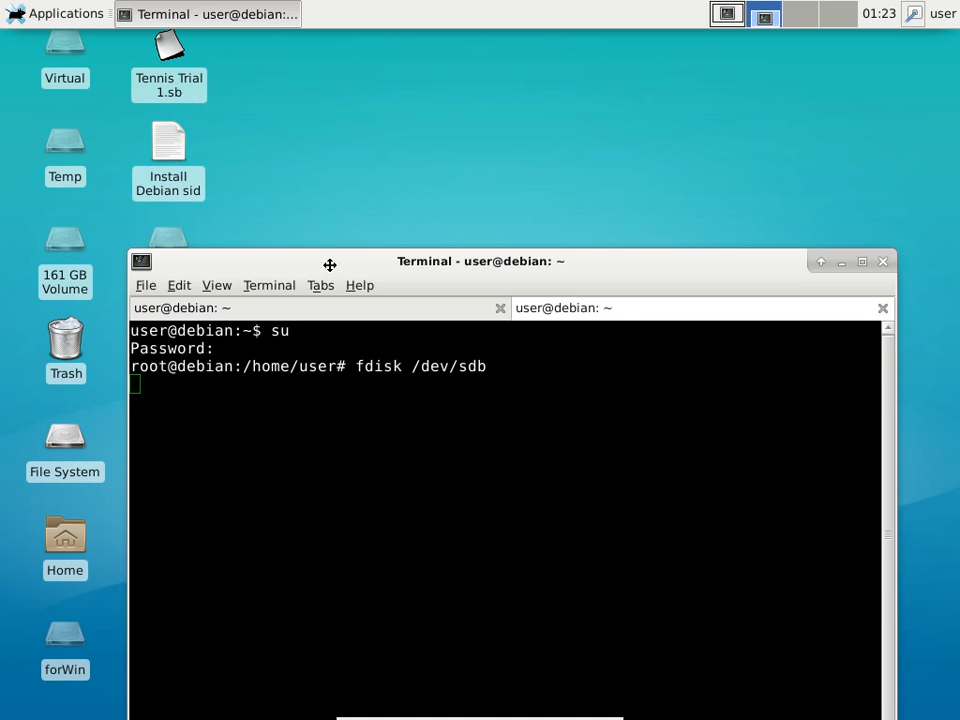 Applications
Terminal - user@debian:...
01:23
user
Virtual
Tennis Trial
1.sb
Temp
Install
Debian sid
161 GB
Volume
Trash
File System
Home
forWin
Terminal - user@debian: ~
File Edit View Terminal Tabs Help
user@debian: ~
user@debian: ~
user@debian:~$ su
Password:
root@debian:/home/user# fdisk /dev/sdb